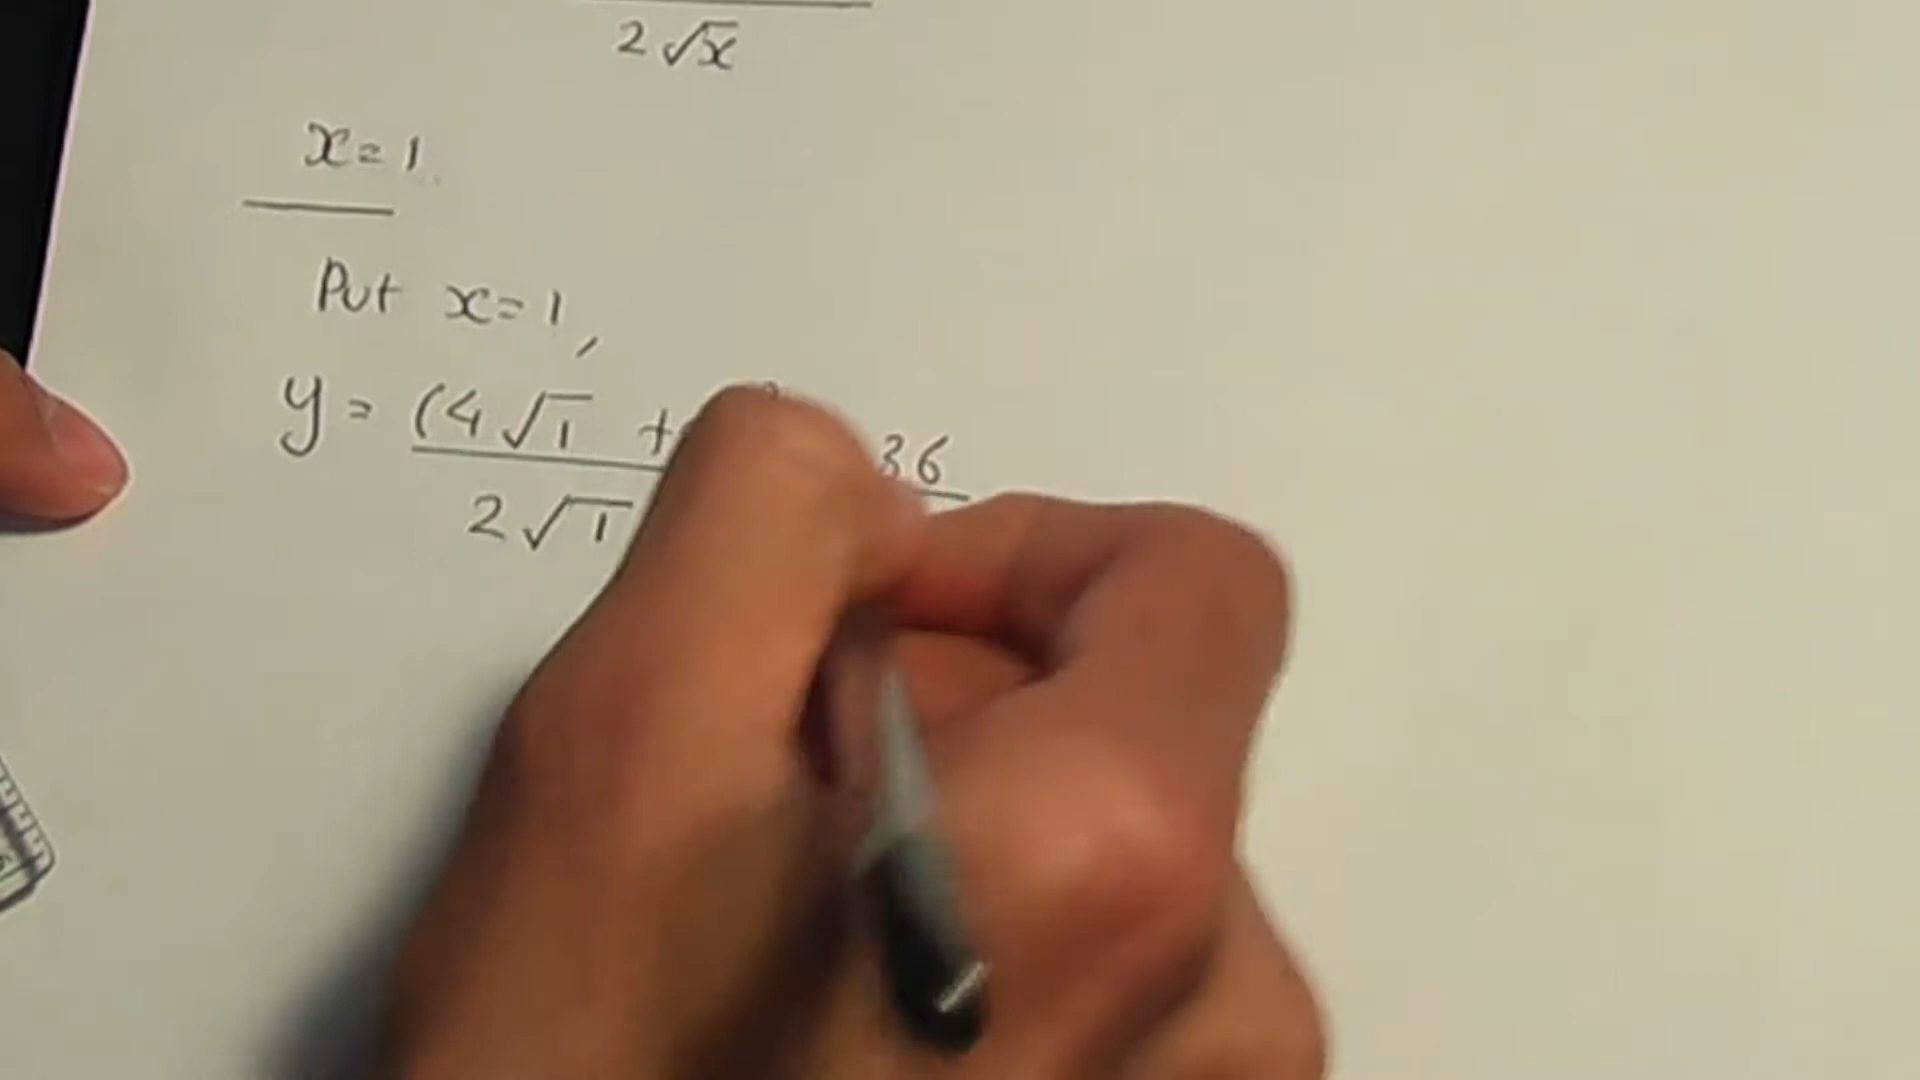 2√x
x=1
Put x=1,
y= (4√1 + 36
2√1